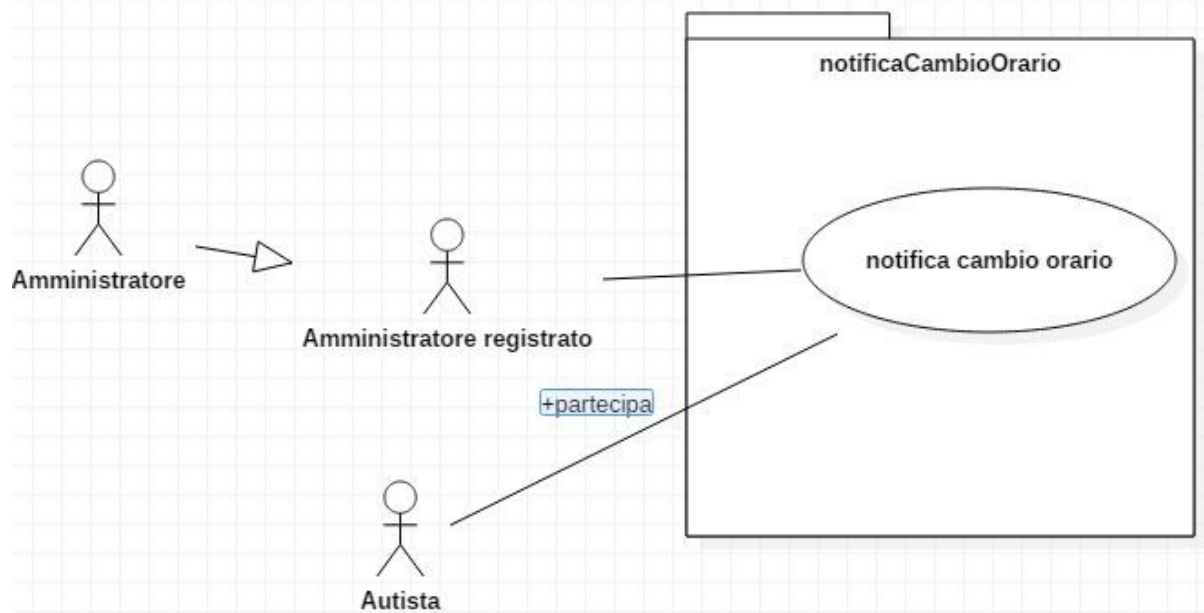 notificaCambioOrario
Amministratore
notifica cambio orario
Amministratore registrato
+partecipa
Autista